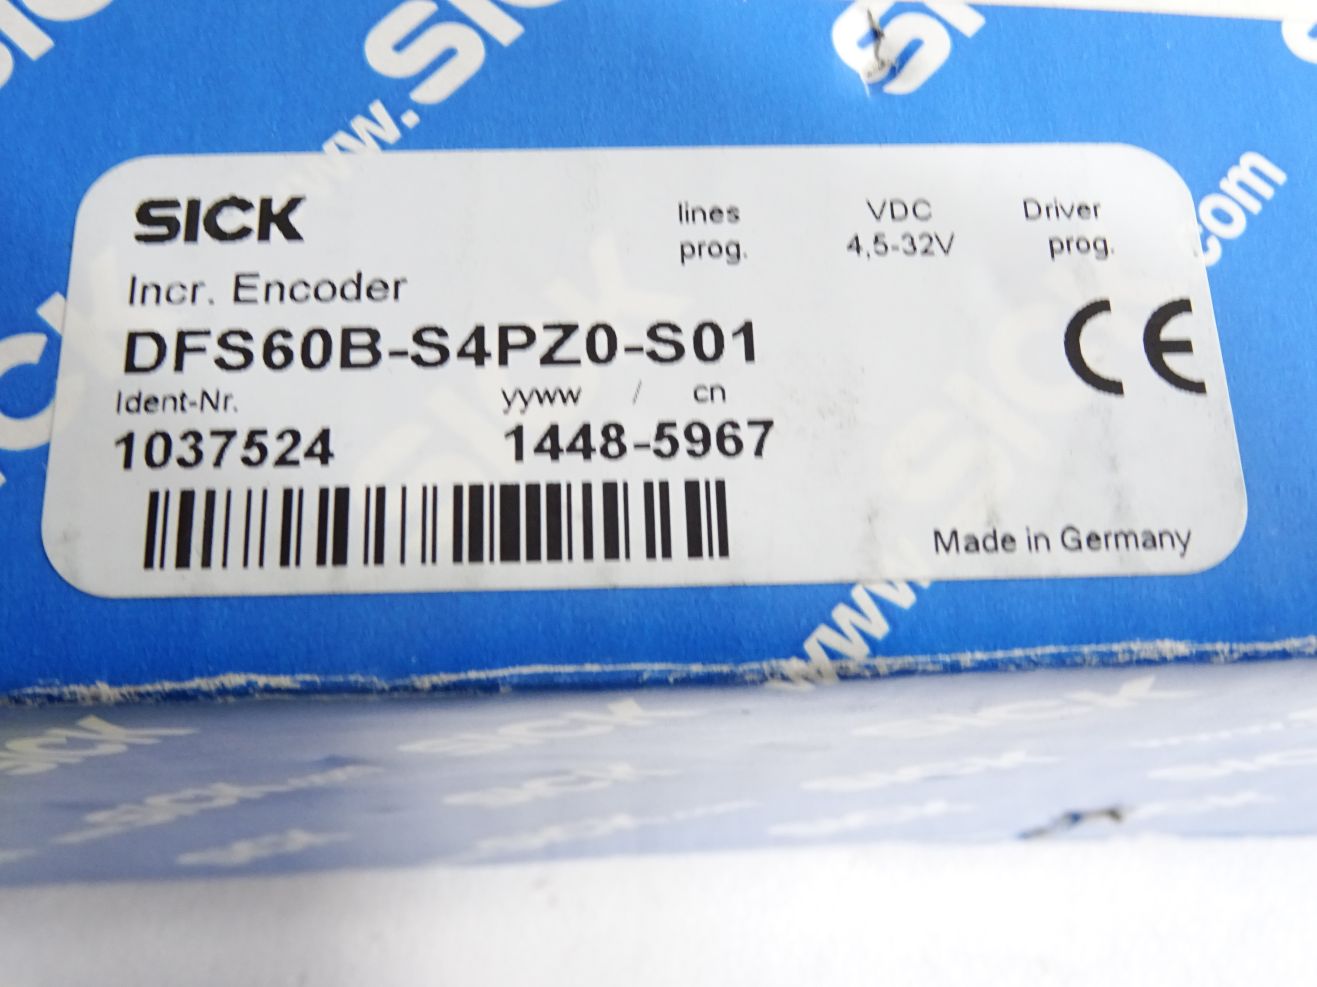 SICK
lines VDC Driver
prog. 4,5-32V prog.
Incr. Encoder
DFS60B-S4PZ0-S01
Ident-Nr. yyww / cn
1037524 1448-5967
CE
Made in Germany